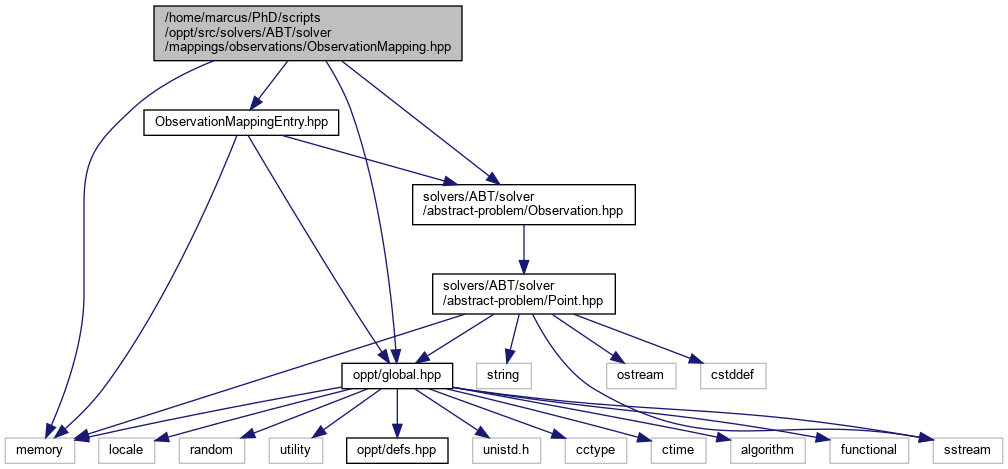 /home/marcus/PhD/scripts
/oppt/src/solvers/ABT/solver
/mappings/observations/ObservationMapping.hpp
ObservationMappingEntry.hpp
solvers/ABT/solver
/abstract-problem/Observation.hpp
solvers/ABT/solver
/abstract-problem/Point.hpp
oppt/global.hpp
string
ostream
cstddef
memory
locale
random
utility
oppt/defs.hpp
unistd.h
cctype
ctime
algorithm
functional
sstream